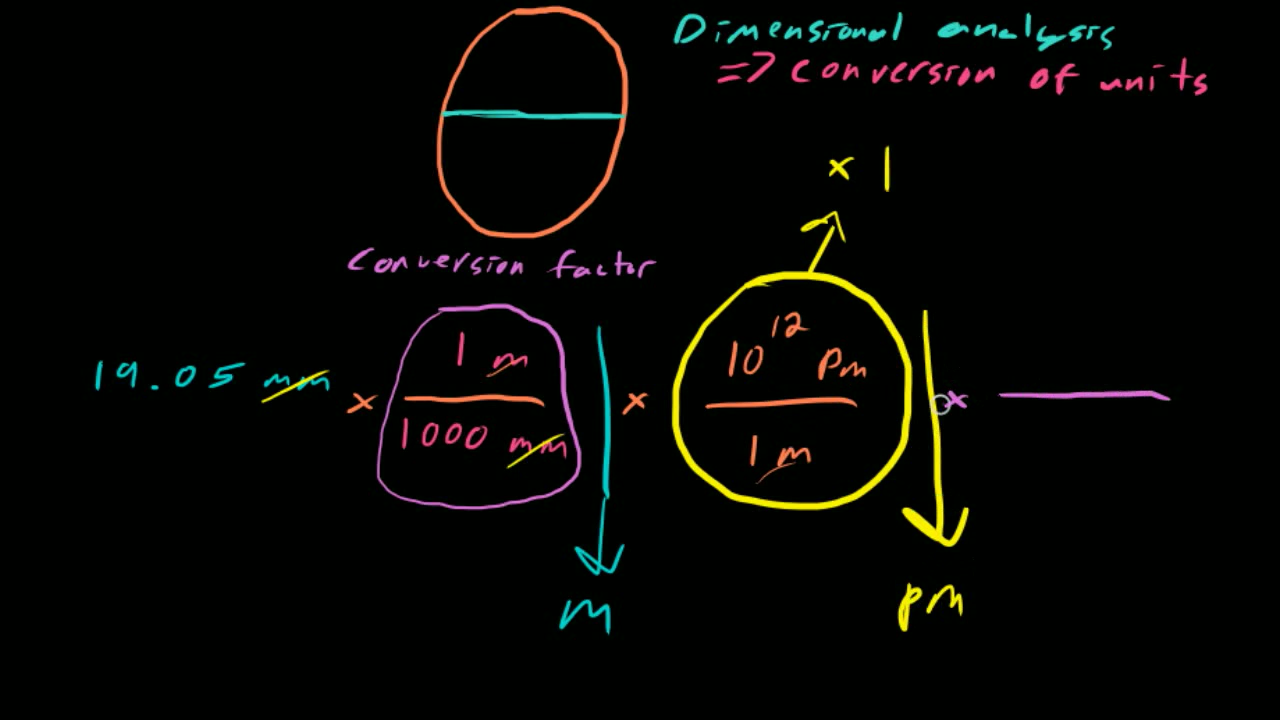 Dimensional analysis
=> Conversion of units
x 1
Conversion factor
19.05 mm x 1 m / 1000 mm x 10^12 pm / 1 m x
m
pm